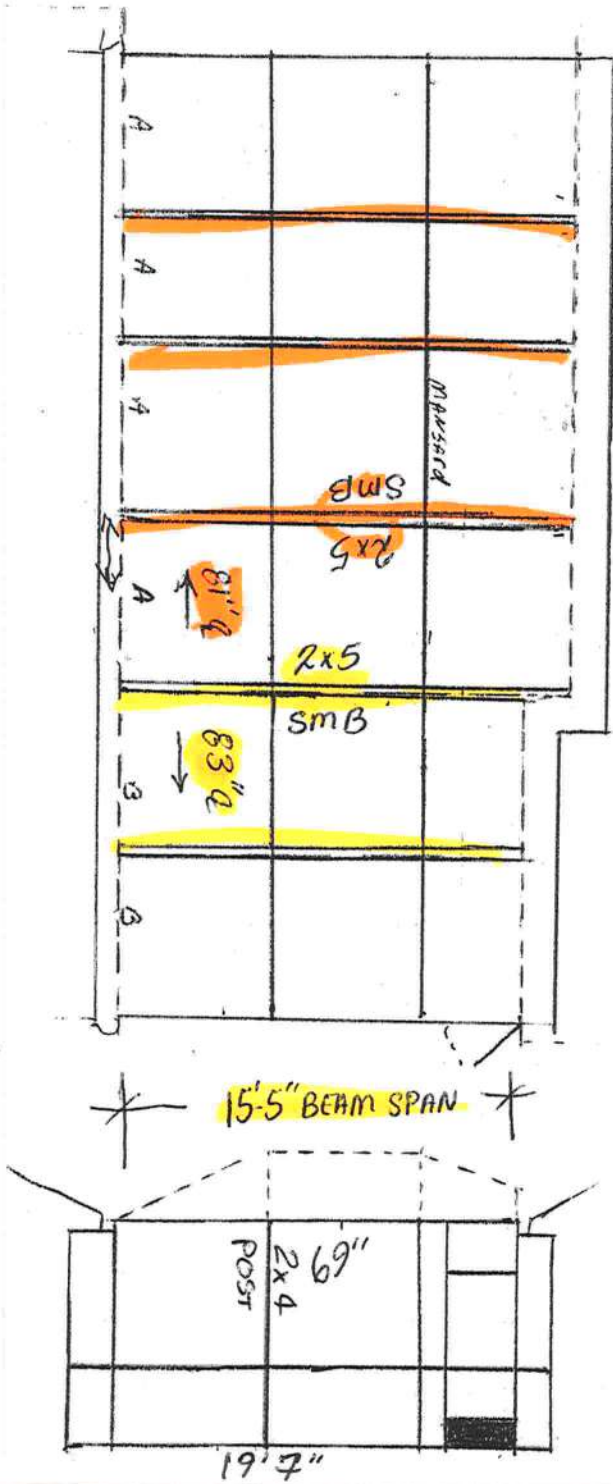 A
A
A
MANSARD
SMB
2x5
A
81"a
2x5
SMB
83"a
B
B
15'-5" BEAM SPAN
69"
2x4
POST
19'7"